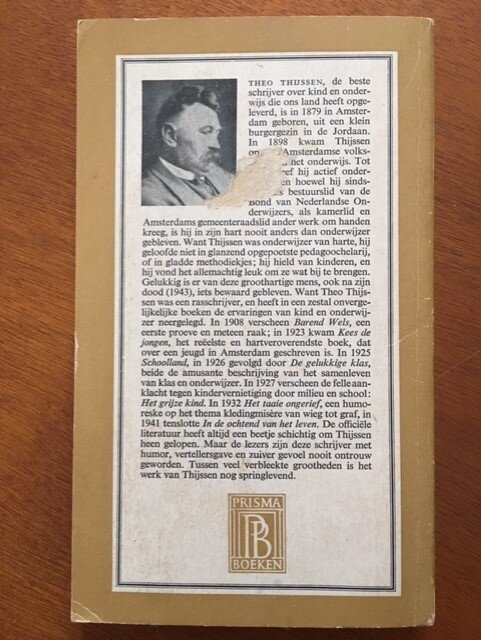 THEO THIJSSEN, de beste
schrijver over kind en onder-
wijs die ons land heeft opge-
leverd, is in 1879 in Amster-
dam geboren, uit een klein
burgergezin in de Jordaan.
In 1898 kwam Thijssen
Amsterdamse volks-
net onderwijs. Tot
eef hij actief onder-
en hoewel hij sinds-
s bestuurslid van de
Bond van Nederlandse On-
derwijzers, als kamerlid en
Amsterdams gemeenteraadslid ander werk om handen
kreeg, is hij in zijn hart nooit anders dan onderwijzer
gebleven. Want Thijssen was onderwijzer van harte, hij
geloofde niet in glanzend opgepoetste pedagoochelarij,
of in gladde methodiekjes; hij hield van kinderen, en
hij vond het allemachtig leuk om ze wat bij te brengen.
Gelukkig is er van deze groothartige mens, ook na zijn
dood (1943), iets bewaard gebleven. Want Theo Thijs-
sen was een rasschrijver, en heeft in een zestal onverge-
lijkelijke boeken de ervaringen van kind en onderwij-
zer neergelegd. In 1908 verscheen Barend Wels, een
eerste proeve en meteen raak; in 1923 kwam Kees de
jongen, het reëelste en hartveroverendste boek, dat
over een jeugd in Amsterdam geschreven is. In 1925
Schoolland, in 1926 gevolgd door De gelukkige klas,
beide de amusante beschrijving van het samenleven
van klas en onderwijzer. In 1927 verscheen de felle aan-
klacht tegen kindervernietiging door milieu en school:
Het grijze kind. In 1932 Het taaie ongerief, een humo-
reske op het thema kledingmisère van wieg tot graf, in
1941 tenslotte In de ochtend van het leven. De officiële
literatuur heeft altijd een beetje schichtig om Thijssen
heen gelopen. Maar de lezers zijn deze schrijver met
humor, vertellersgave en zuiver gevoel nooit ontrouw
geworden. Tussen veel verbleekte grootheden is het
werk van Thijssen nog springlevend.
PRISMA
PB
BOEKEN